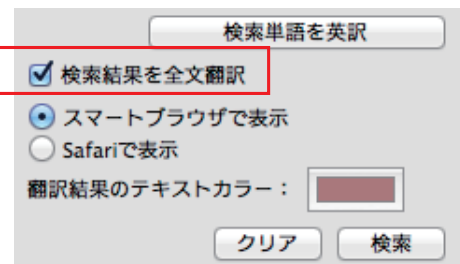 検索単語を英訳
検索結果を全文翻訳
スマートブラウザで表示
Safariで表示
翻訳結果のテキストカラー：
クリア 検索